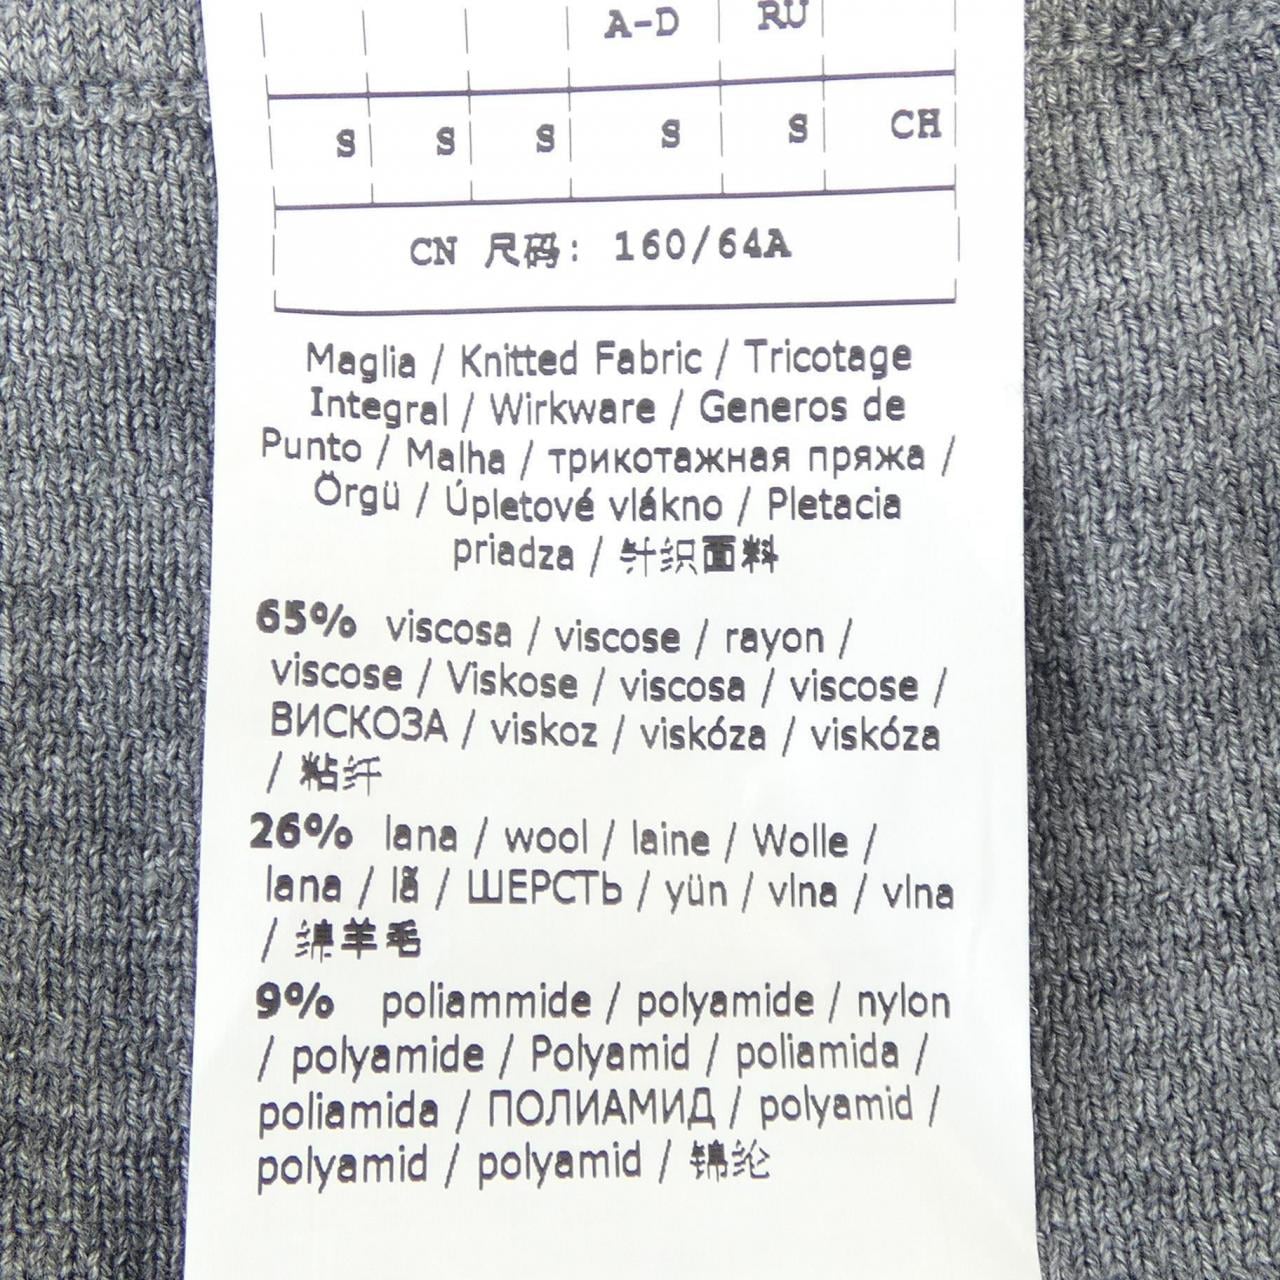 A-D RU
S S S S S CH
CN 尺码: 160/64A
Maglia / Knitted Fabric / Tricotage
Integral / Wirkware / Generos de
Punto / Malha / трикотажная пряжа /
Örgü / Úpletové vlákno / Pletacia
priadza / 针织面料
65% viscosa / viscose / rayon /
viscose / Viskose / viscosa / viscose /
ВИСКОЗА / viskoz / viskóza / viskóza
/ 粘纤
26% lana / wool / laine / Wolle /
lana / lã / ШЕРСТЬ / yün / vlna / vlna
/ 绵羊毛
9% poliammide / polyamide / nylon
/ polyamide / Polyamid / poliamida /
poliamida / ПОЛИАМИД / polyamid /
polyamid / polyamid / 锦纶